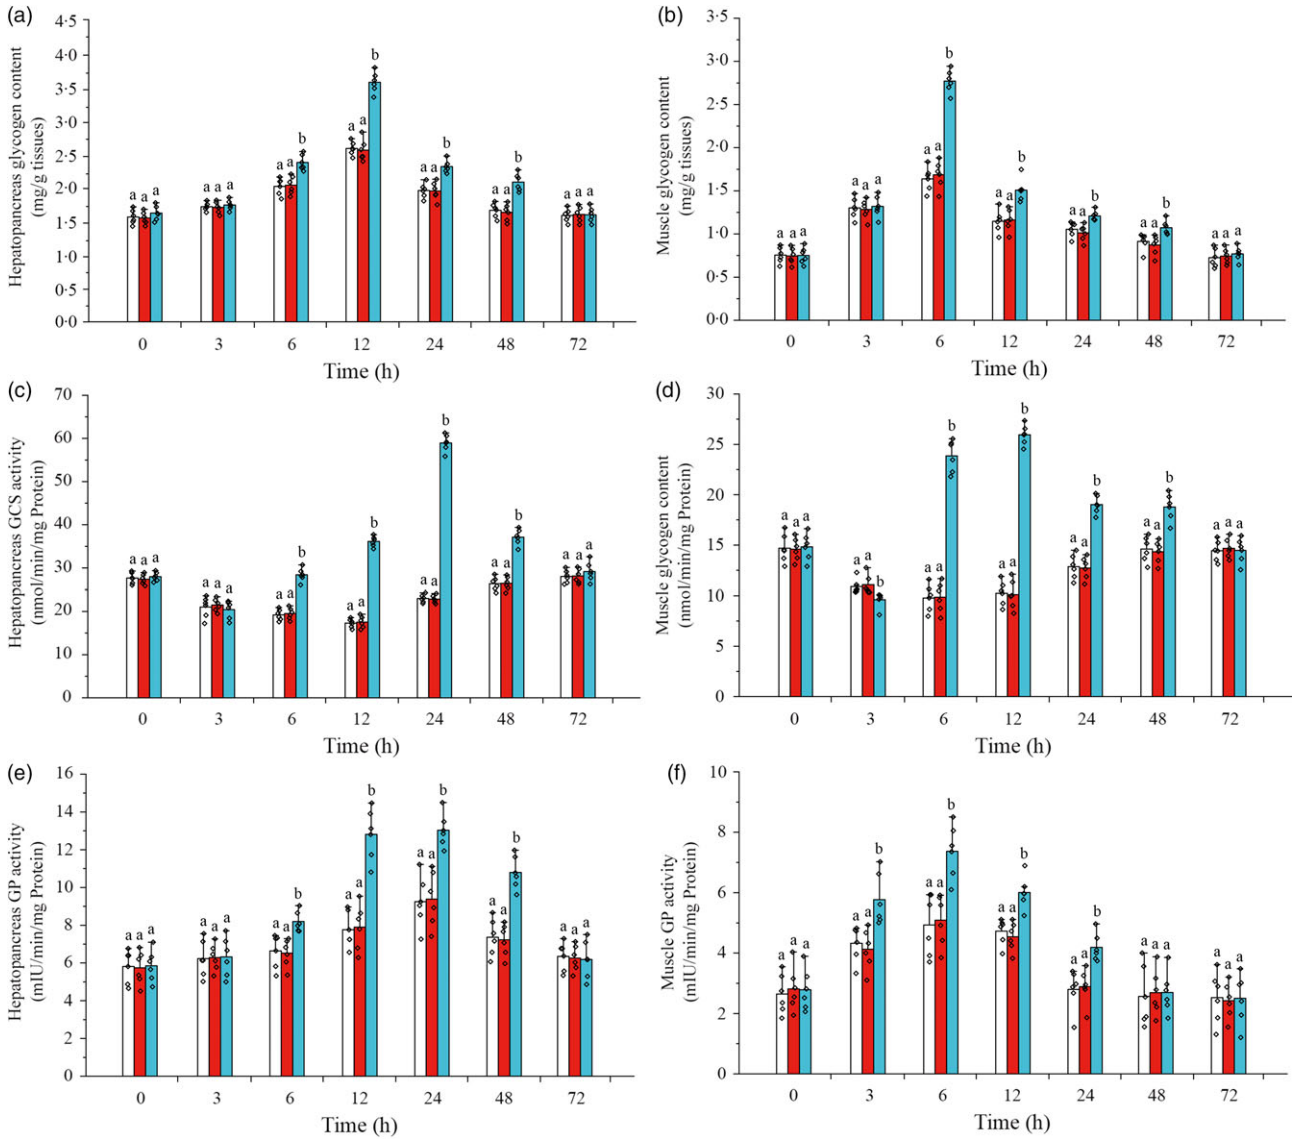 (a)
Hepatopancreas glycogen content
(mg/g tissues)
4·5
4·0
3·5
3·0
2·5
2·0
1·5
1·0
0·5
0·0
a a a
a a a
a a b
a a b
a a b
a a b
a a a
0 3 6 12 24 48 72
Time (h)
(b)
Muscle glycogen content
(mg/g tissues)
3·5
3·0
2·5
2·0
1·5
1·0
0·5
0·0
a a a
a a a
a a b
a a b
a a b
a a b
a a a
0 3 6 12 24 48 72
Time (h)
(c)
Hepatopancreas GCS activity
(nmol/min/mg Protein)
70
60
50
40
30
20
10
0
a a a
a a a
a a b
a a b
a a b
a a b
a a a
0 3 6 12 24 48 72
Time (h)
(d)
Muscle glycogen content
(nmol/min/mg Protein)
30
25
20
15
10
5
0
a a a
a a b
a a b
a a b
a a b
a a b
a a a
0 3 6 12 24 48 72
Time (h)
(e)
Hepatopancreas GP activity
(mIU/min/mg Protein)
16
14
12
10
8
6
4
2
0
a a a
a a a
a a b
a a b
a a b
a a b
a a a
0 3 6 12 24 48 72
Time (h)
(f)
Muscle GP activity
(mIU/min/mg Protein)
10
8
6
4
2
0
a a a
a a b
a a b
a a b
a a b
a a a
a a a
0 3 6 12 24 48 72
Time (h)